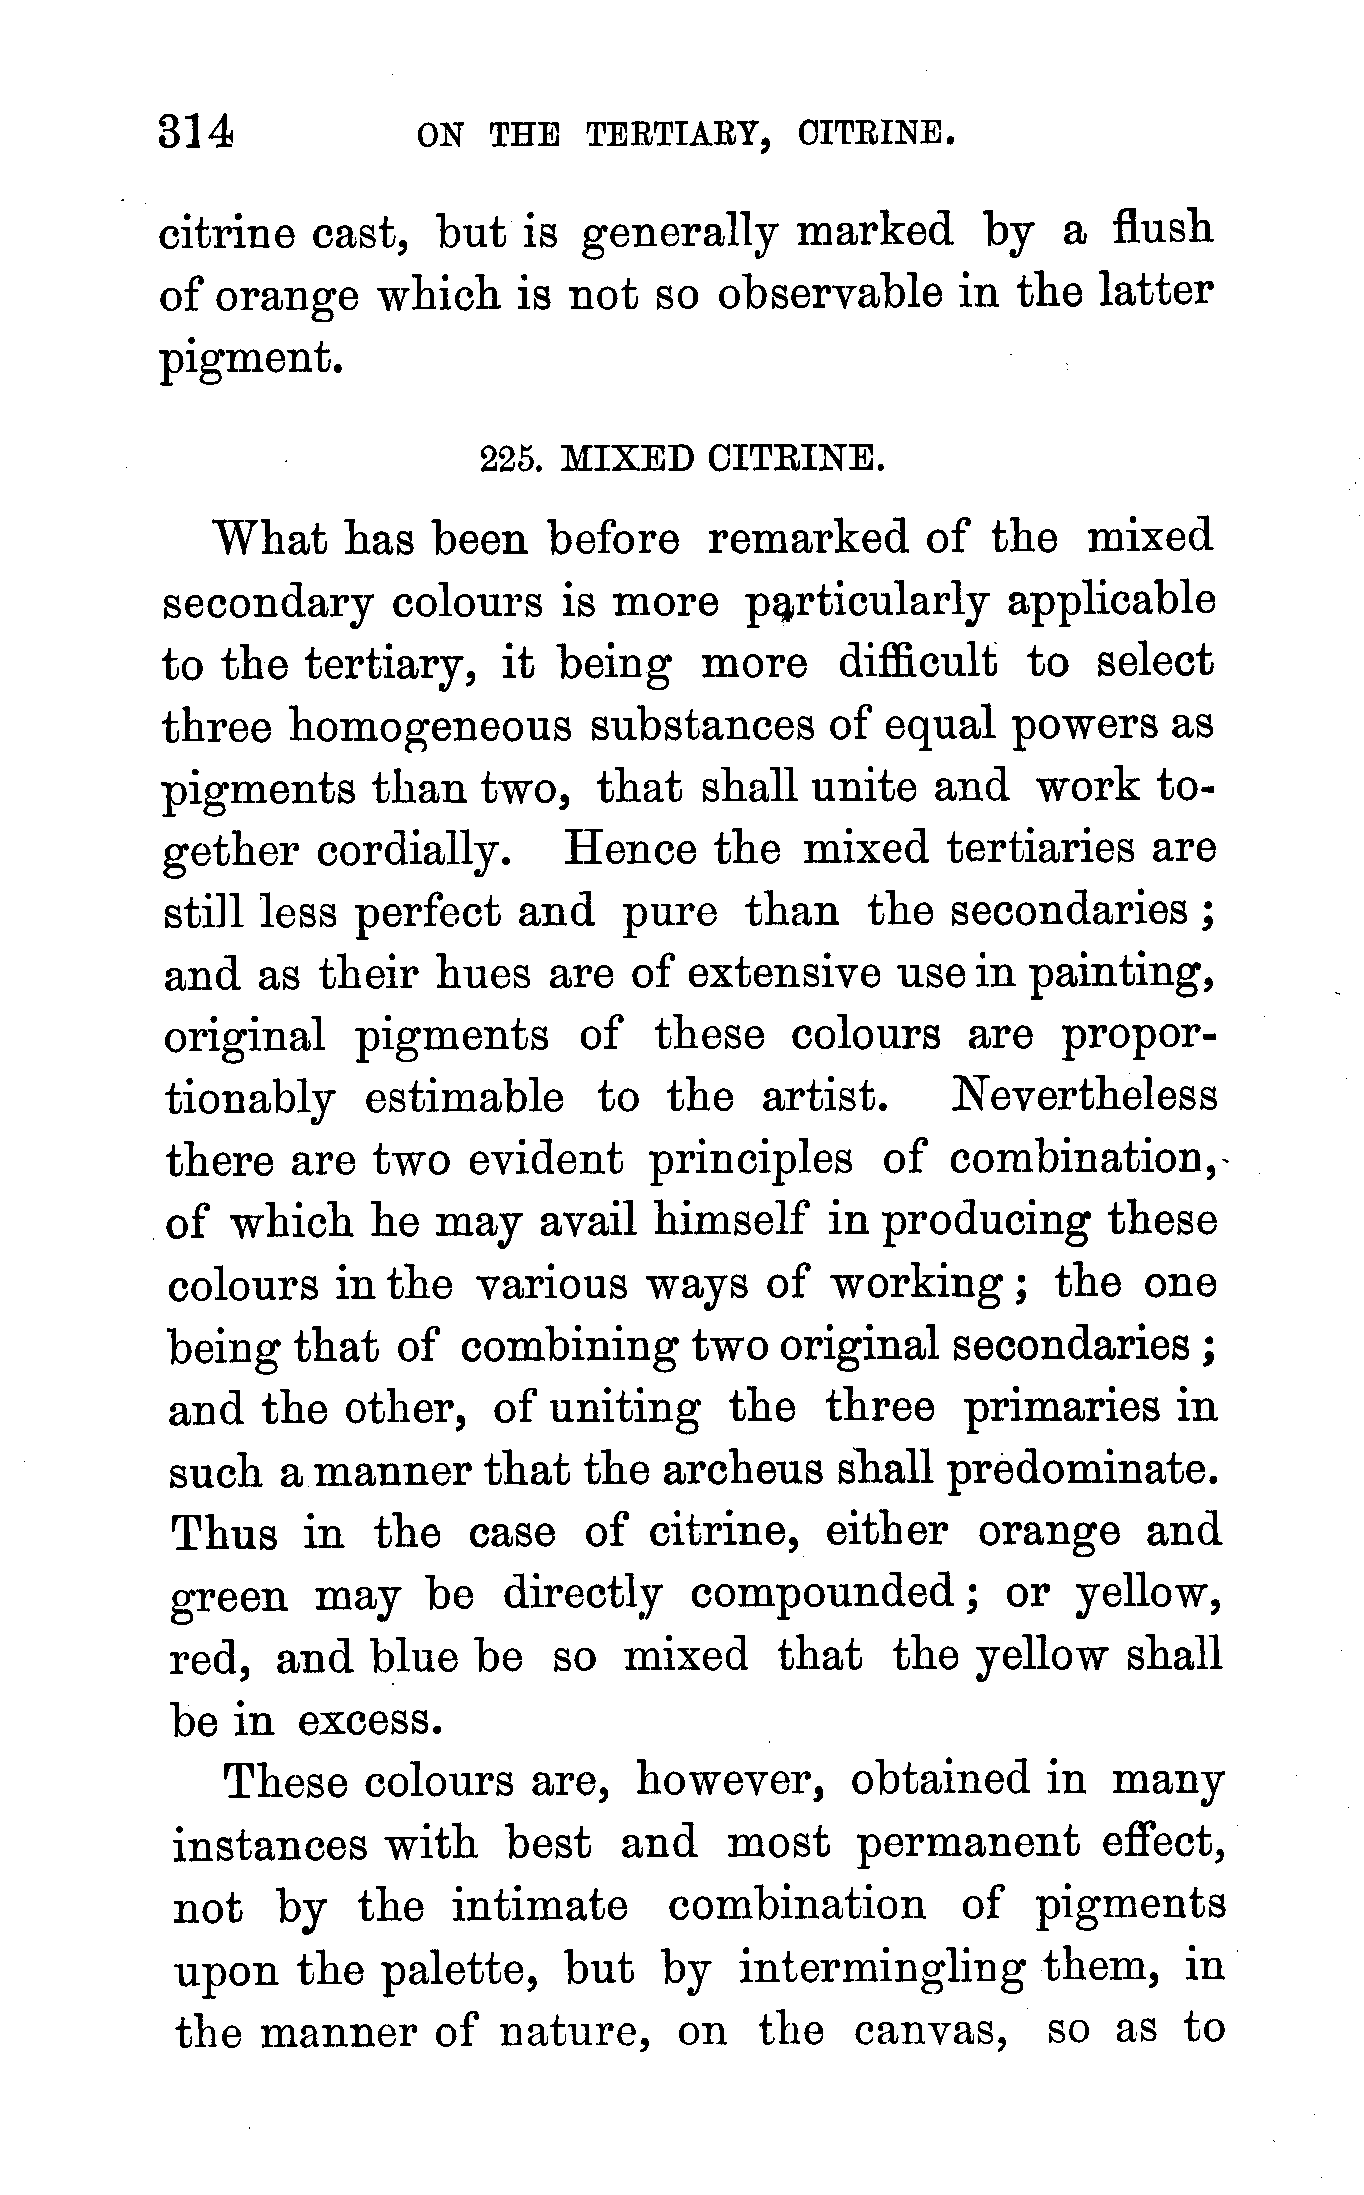 314 ON THE TERTIARY, CITRINE.
citrine cast, but is generally marked by a flush
of orange which is not so observable in the latter
pigment.
225. MIXED CITRINE.
What has been before remarked of the mixed
secondary colours is more particularly applicable
to the tertiary, it being more difficult to select
three homogeneous substances of equal powers as
pigments than two, that shall unite and work to-
gether cordially. Hence the mixed tertiaries are
still less perfect and pure than the secondaries ;
and as their hues are of extensive use in painting,
original pigments of these colours are propor-
tionably estimable to the artist. Nevertheless
there are two evident principles of combination,
of which he may avail himself in producing these
colours in the various ways of working ; the one
being that of combining two original secondaries ;
and the other, of uniting the three primaries in
such a manner that the archeus shall predominate.
Thus in the case of citrine, either orange and
green may be directly compounded ; or yellow,
red, and blue be so mixed that the yellow shall
be in excess.
These colours are, however, obtained in many
instances with best and most permanent effect,
not by the intimate combination of pigments
upon the palette, but by intermingling them, in
the manner of nature, on the canvas, so as to